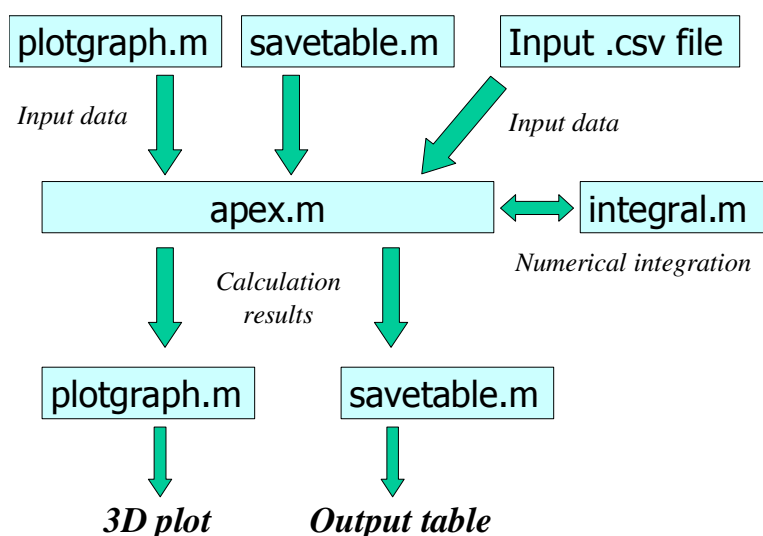 plotgraph.m
savetable.m
Input .csv file
Input data
Input data
apex.m
integral.m
Numerical integration
Calculation
results
plotgraph.m
savetable.m
3D plot
Output table